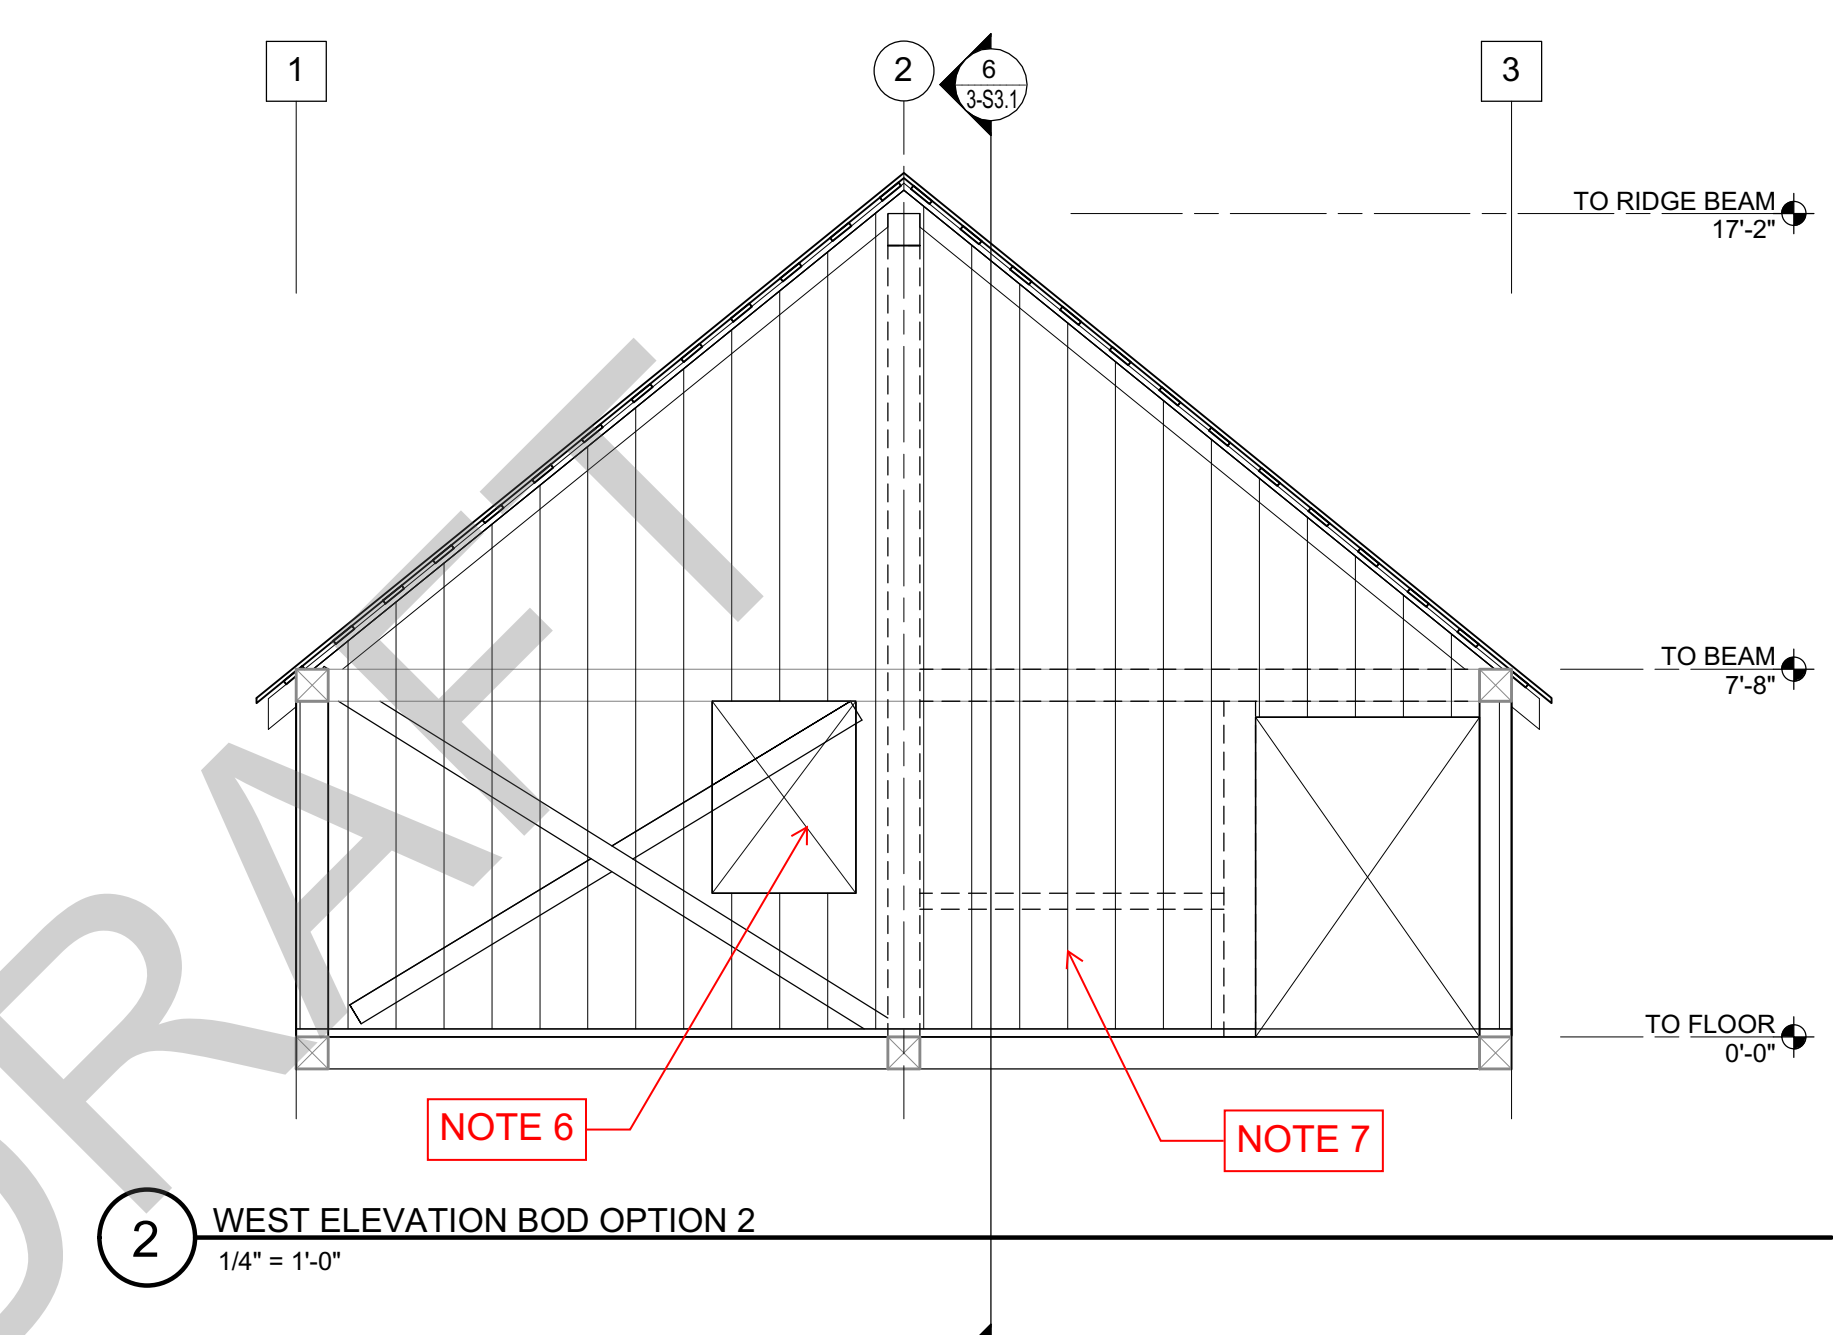 1
2
6
3-S3.1
3
TO RIDGE BEAM
17'-2"
TO BEAM
7'-8"
TO FLOOR
0'-0"
NOTE 6
NOTE 7
2
WEST ELEVATION BOD OPTION 2
1/4" = 1'-0"
DRAFT